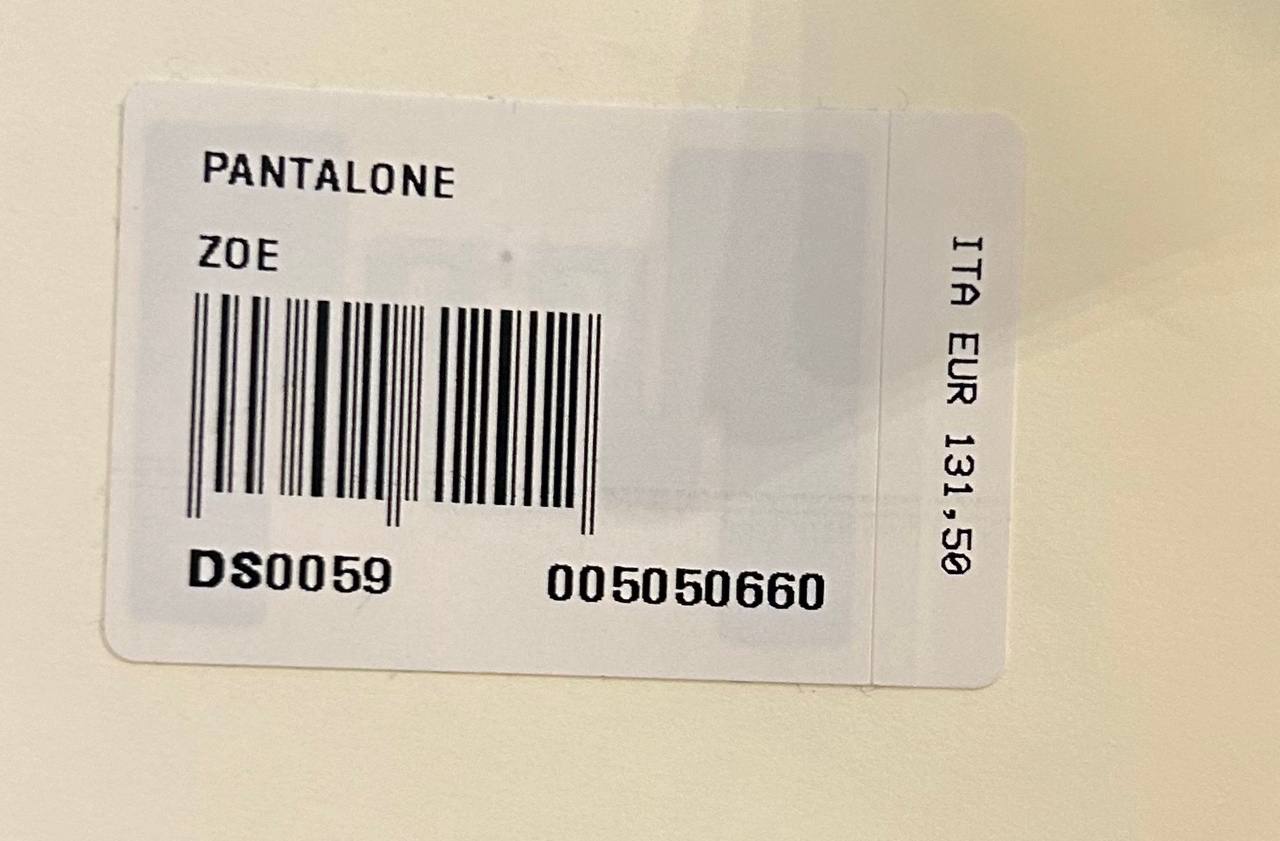 PANTALONE
ZOE
DS0059 005050660
ITA EUR 131,50